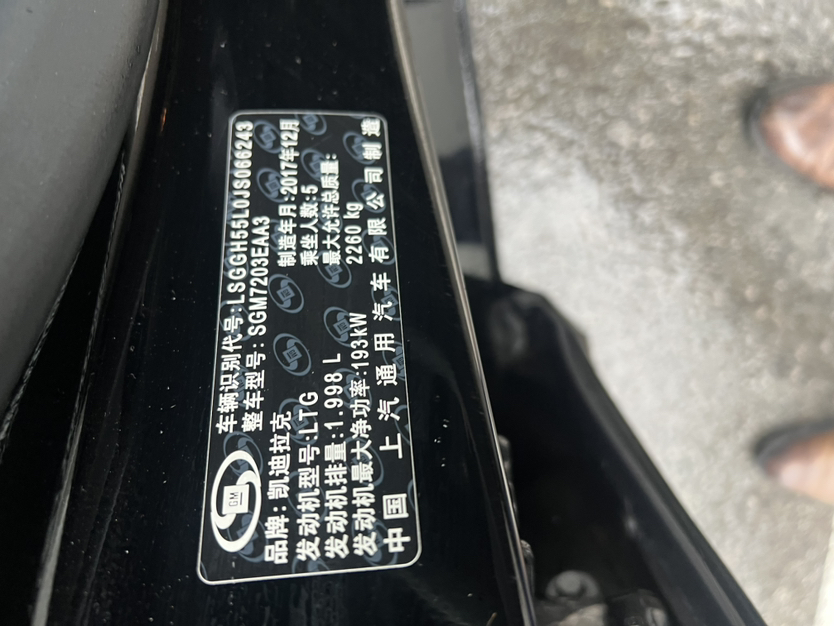 车辆识别代号:LSGGH55L0JS066243
整车型号:SGM7203EAA3
品牌:凯迪拉克
制造年月:2017年12月
发动机型号:LTG
乘坐人数:5
发动机排量:1.998 L
最大允许总质量:
2260 kg
发动机最大净功率:193kW
中国 上汽通用汽车有限公司制造
GM